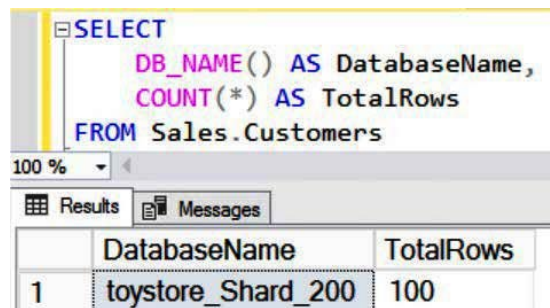 SELECT
DB_NAME() AS DatabaseName,
COUNT(*) AS TotalRows
FROM Sales.Customers
100 %
Results Messages
DatabaseName TotalRows
1 toystore_Shard_200 100